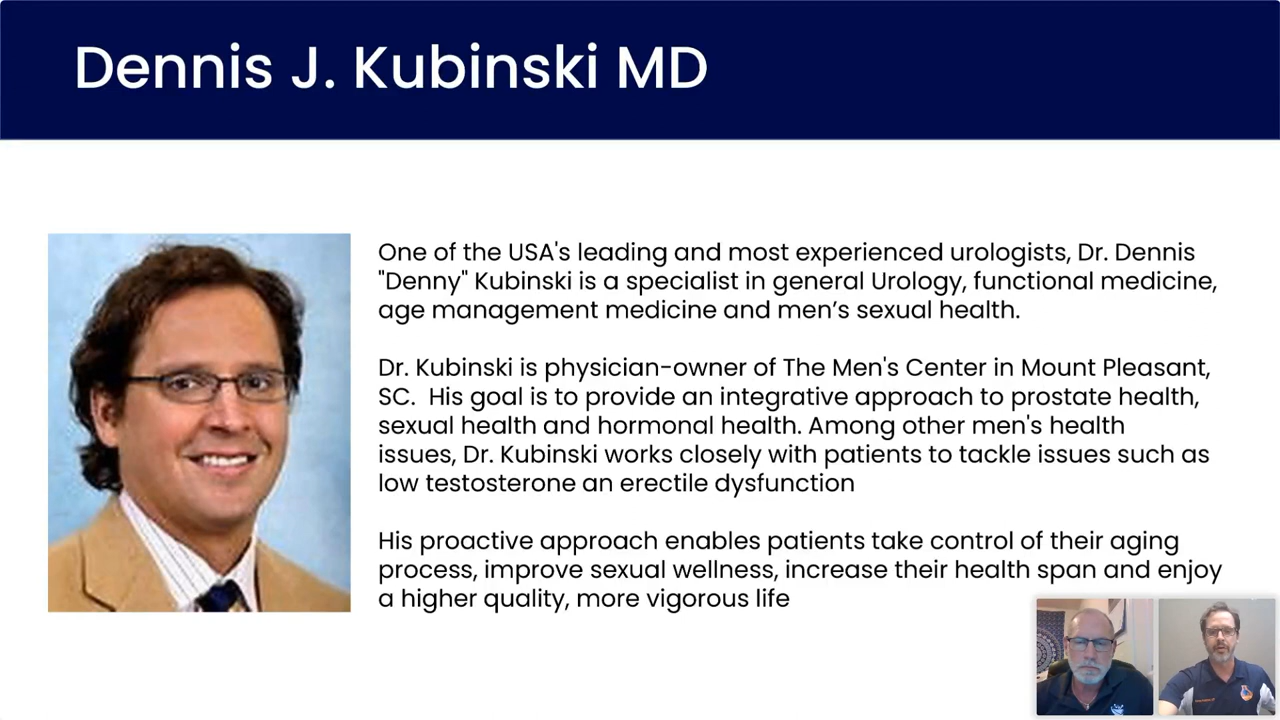 Dennis J. Kubinski MD
One of the USA's leading and most experienced urologists, Dr. Dennis
"Denny" Kubinski is a specialist in general Urology, functional medicine,
age management medicine and men’s sexual health.
Dr. Kubinski is physician-owner of The Men's Center in Mount Pleasant,
SC.  His goal is to provide an integrative approach to prostate health,
sexual health and hormonal health. Among other men's health
issues, Dr. Kubinski works closely with patients to tackle issues such as
low testosterone an erectile dysfunction
His proactive approach enables patients take control of their aging
process, improve sexual wellness, increase their health span and enjoy
a higher quality, more vigorous life